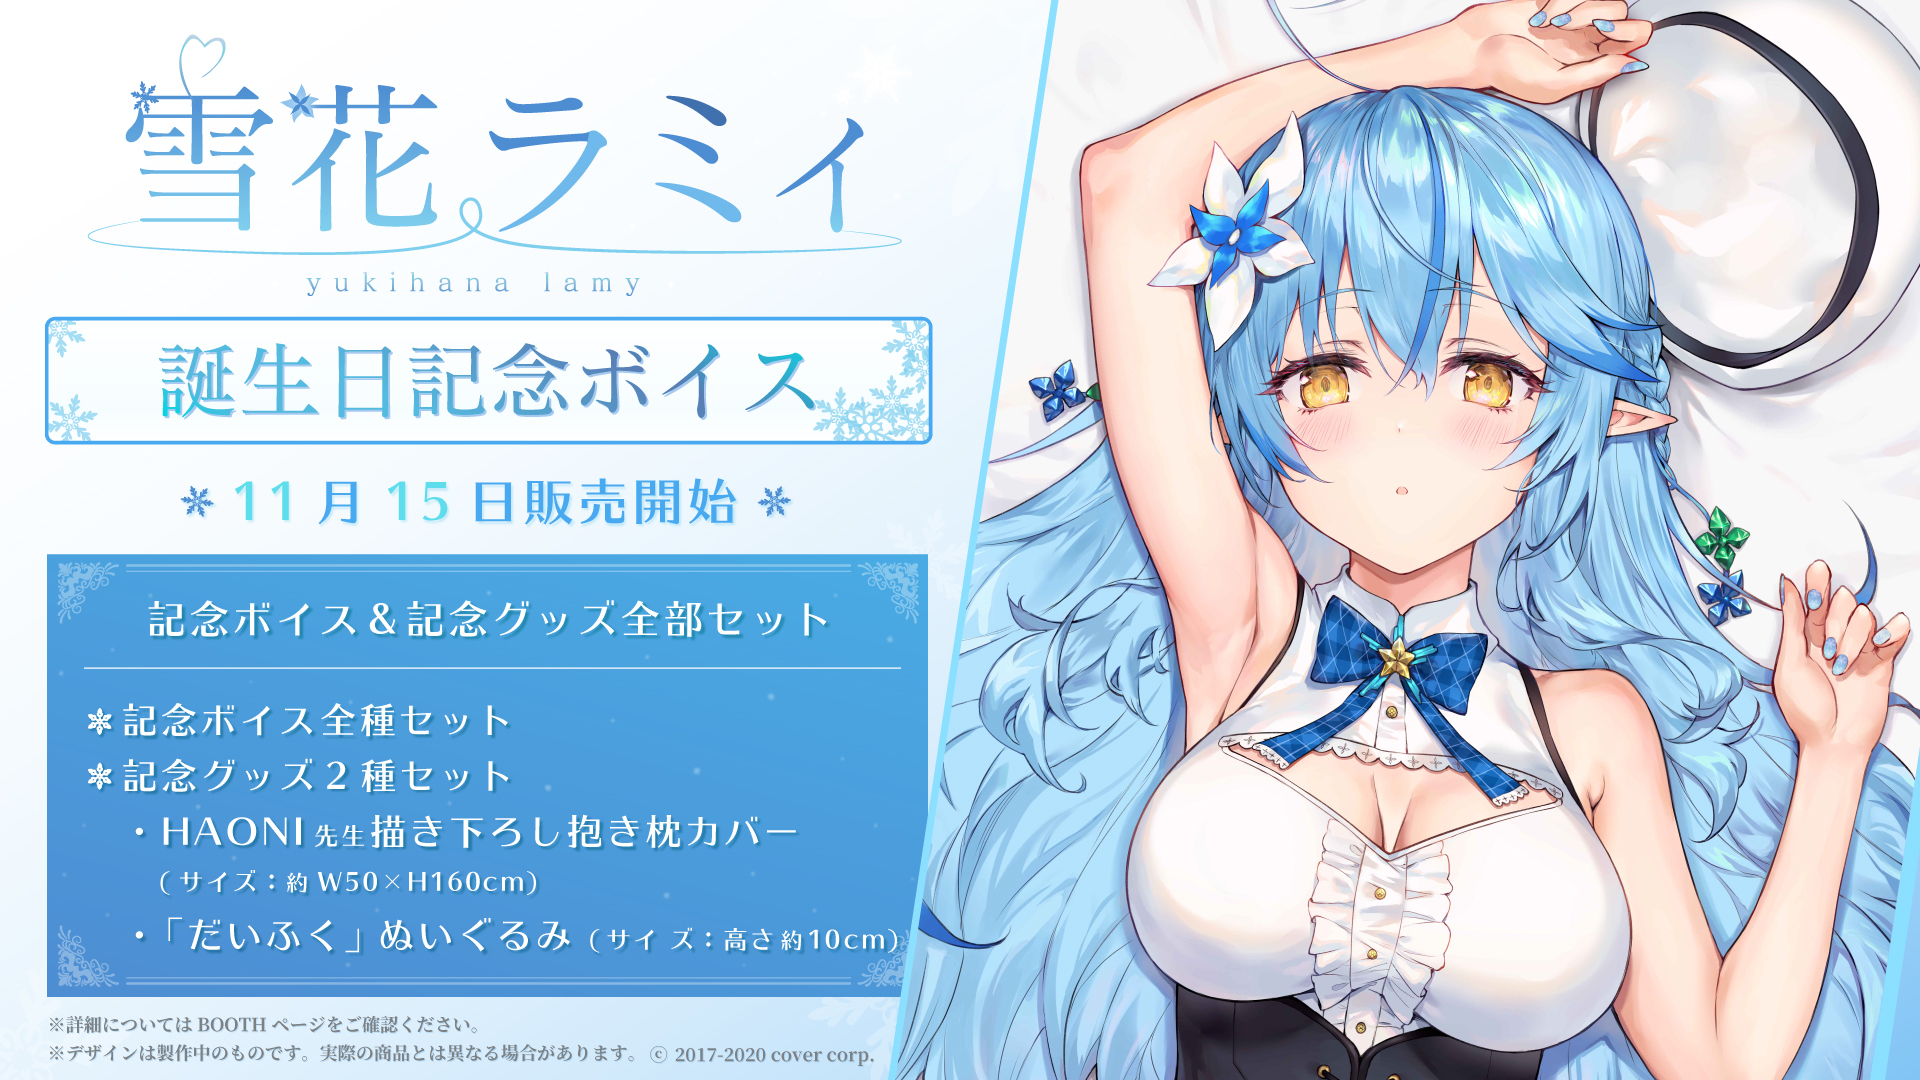 雪花ラミィ
yukihana lamy
誕生日記念ボイス
11月15日販売開始
記念ボイス&記念グッズ全部セット
記念ボイス全種セット
記念グッズ2種セット
・HAONI先生描き下ろし抱き枕カバー
(サイズ:約W50×H160cm)
・「だいふく」ぬいぐるみ(サイズ:高さ約10cm)
※詳細についてはBOOTHページをご確認ください。
※デザインは製作中のものです。実際の商品とは異なる場合があります。 © 2017-2020 cover corp.